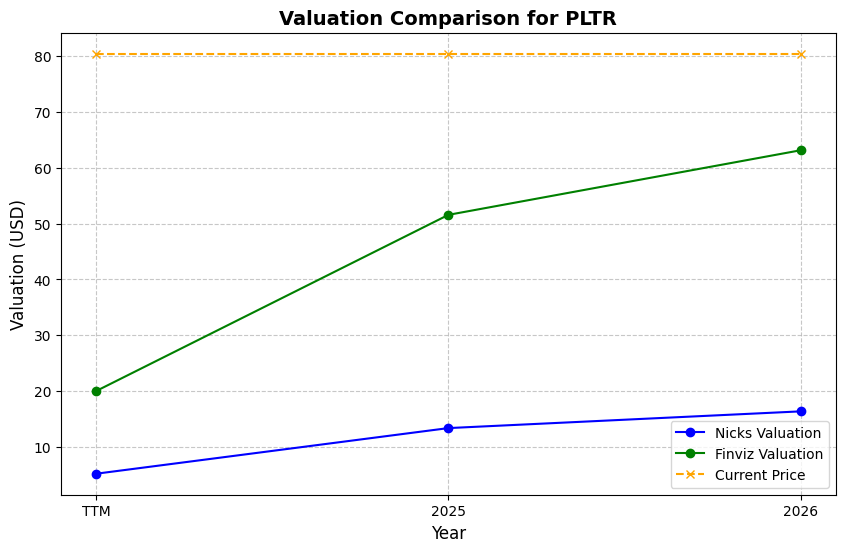 Valuation Comparison for PLTR
Valuation (USD)
80
70
60
50
40
30
20
10
Nicks Valuation
Finviz Valuation
Current Price
TTM 2025 2026
Year